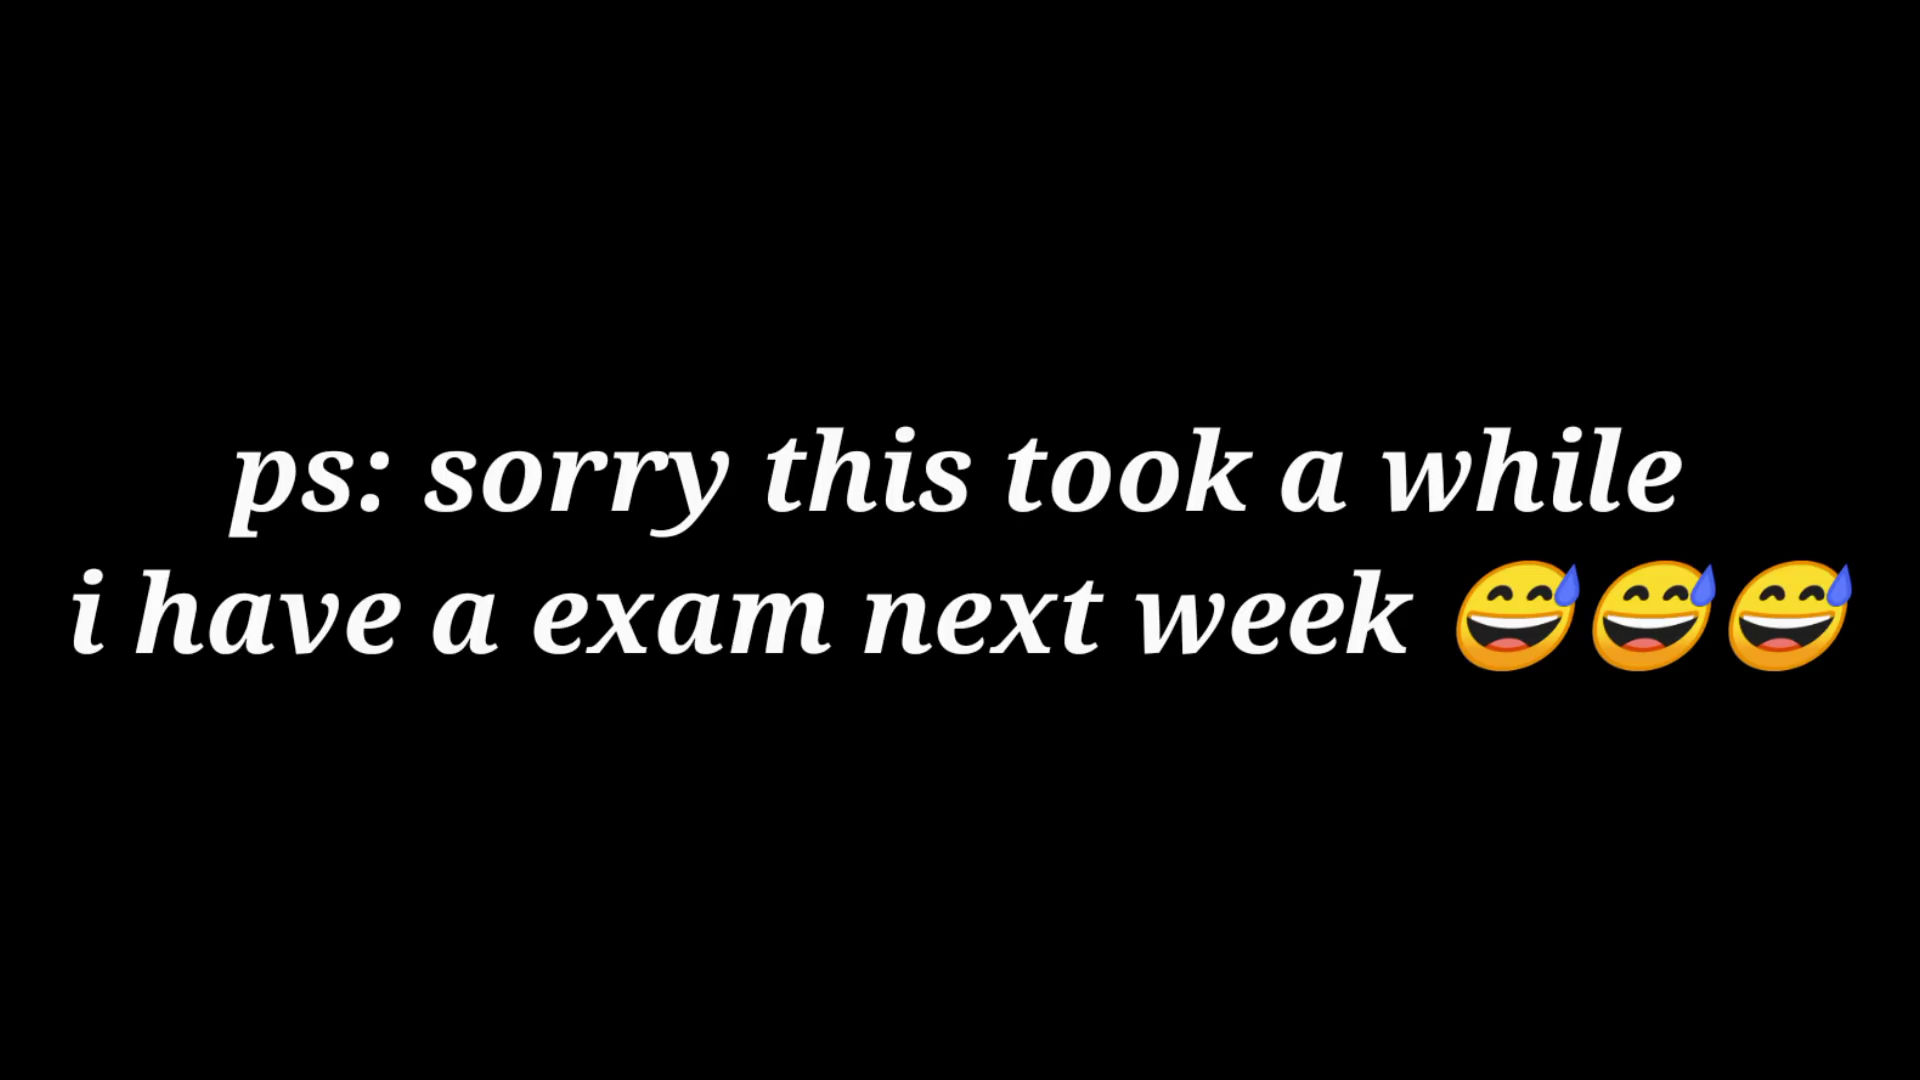 ps: sorry this took a while
i have a exam next week 😅😅😅